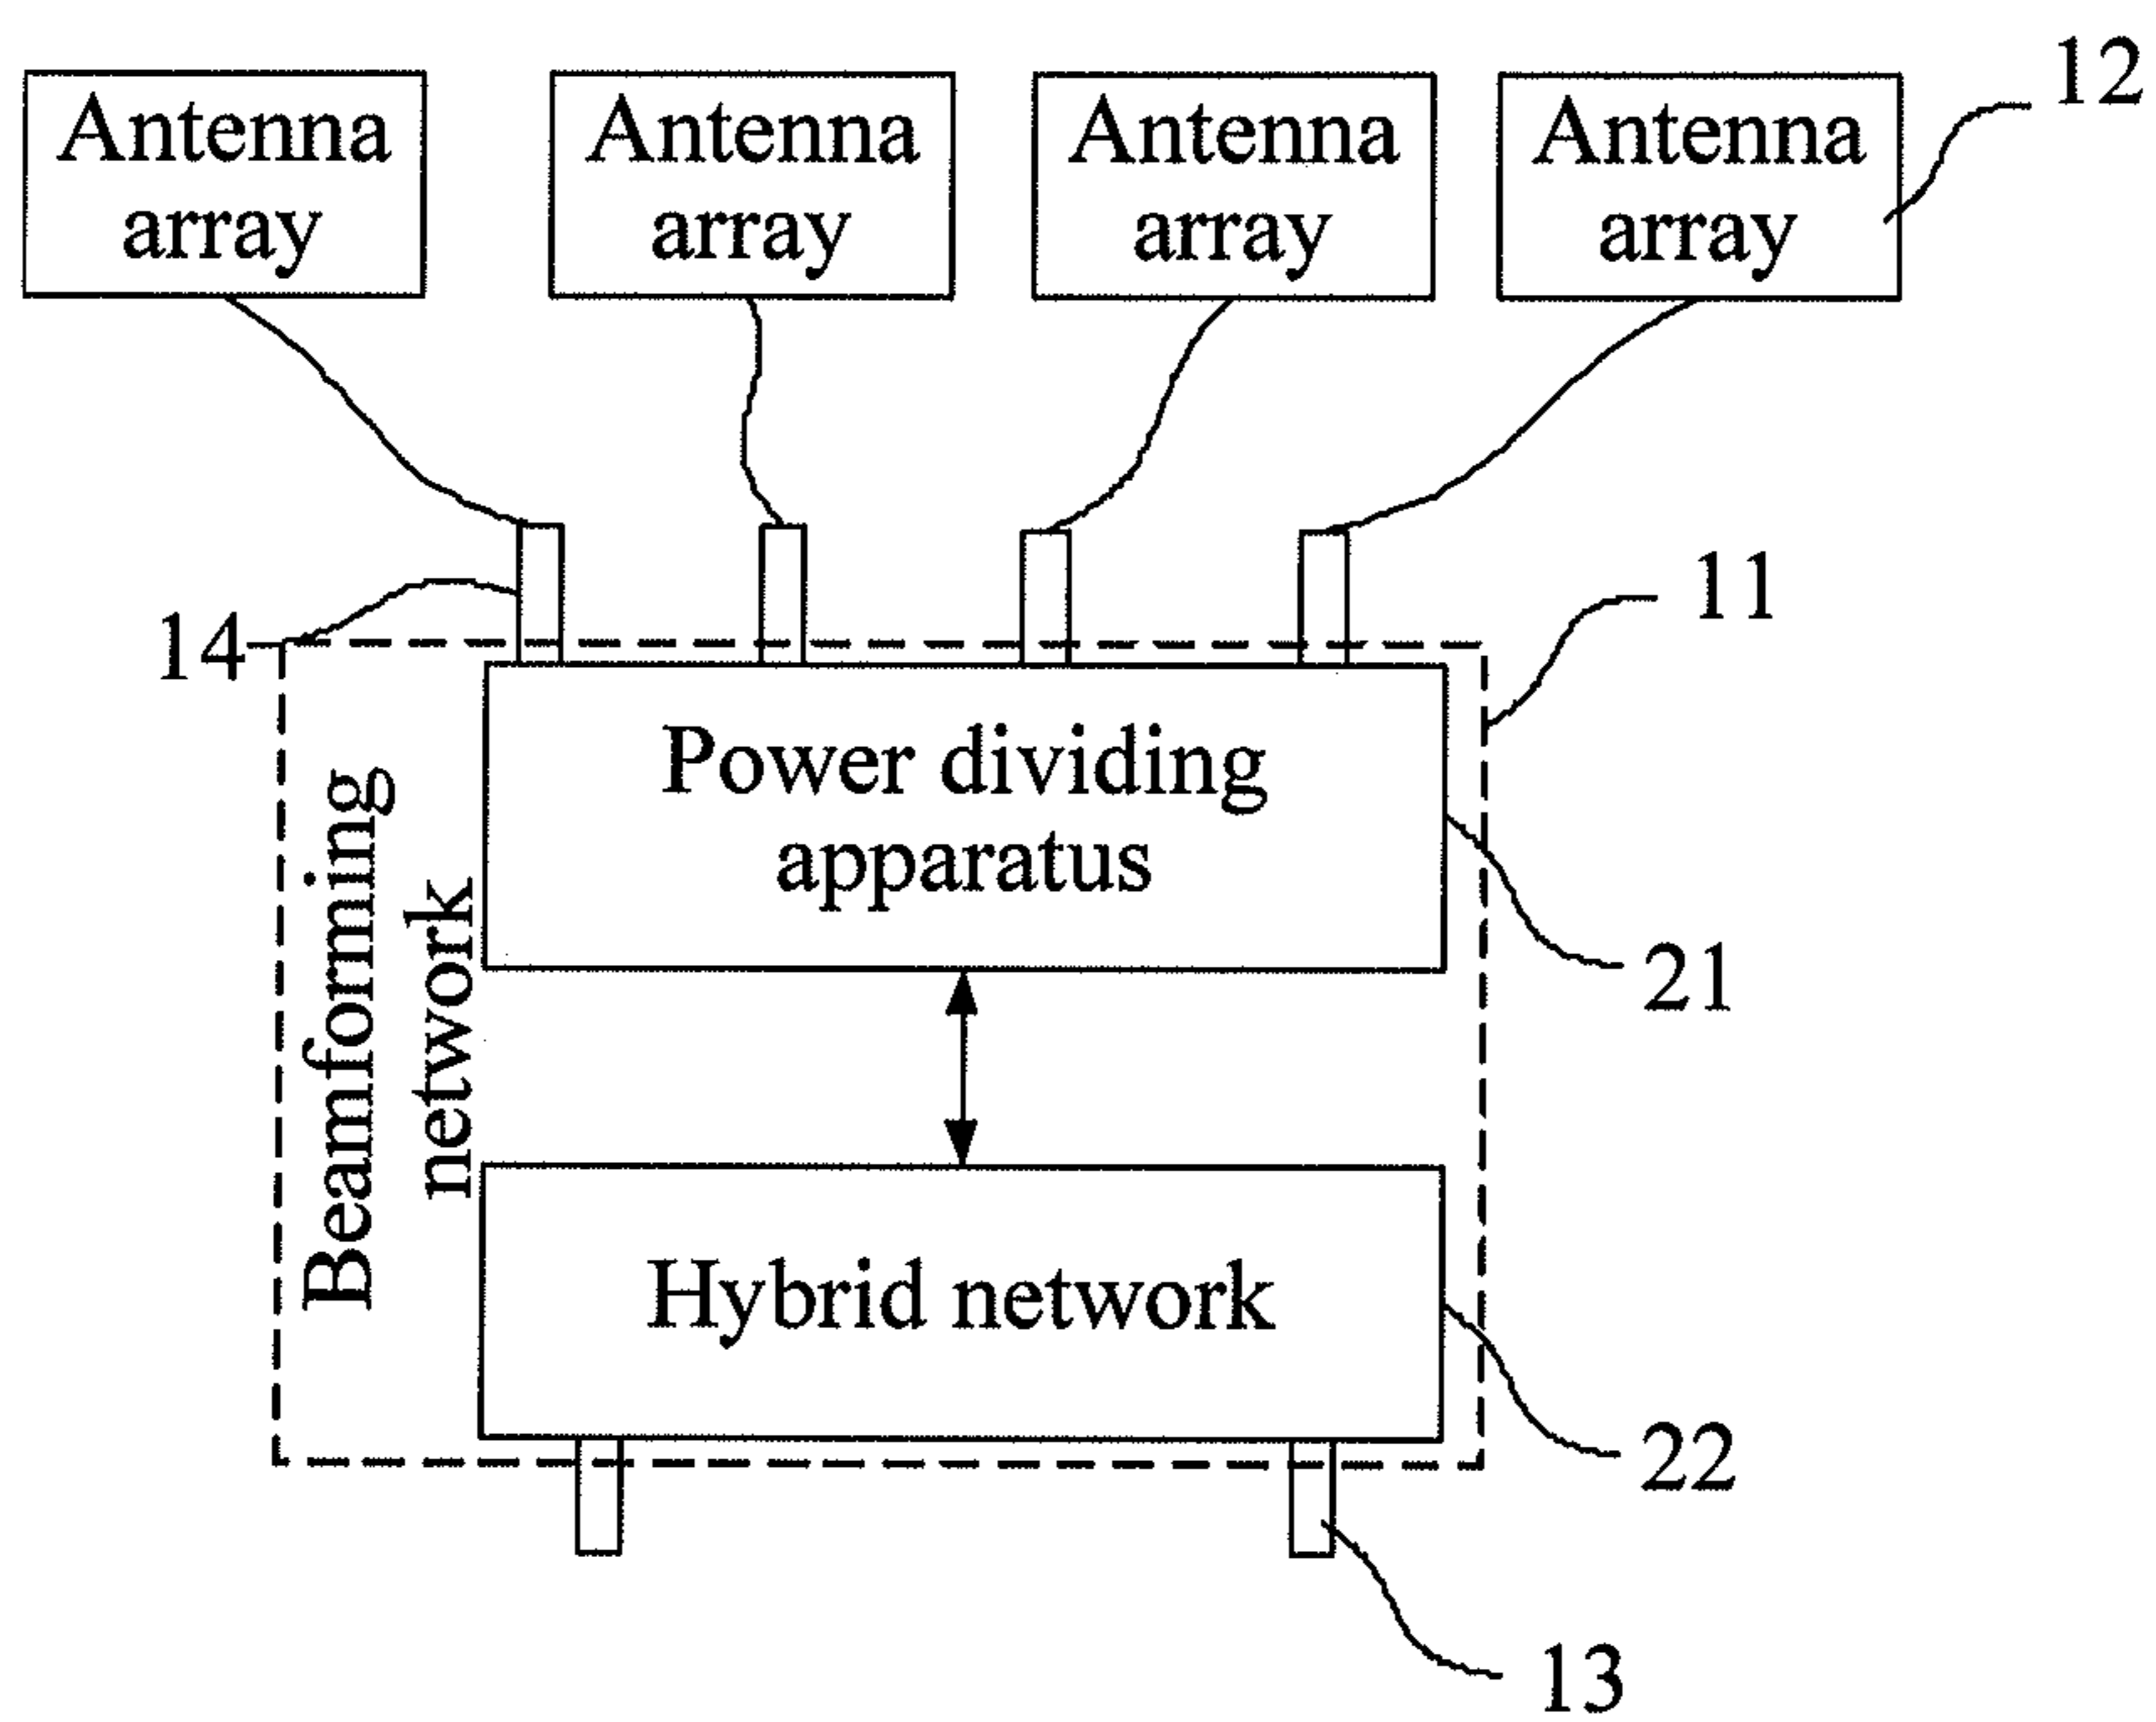 Antenna
array
Antenna
array
Antenna
array
Antenna
array
12
14
11
Power dividing
apparatus
21
Beamforming
network
Hybrid network
22
13